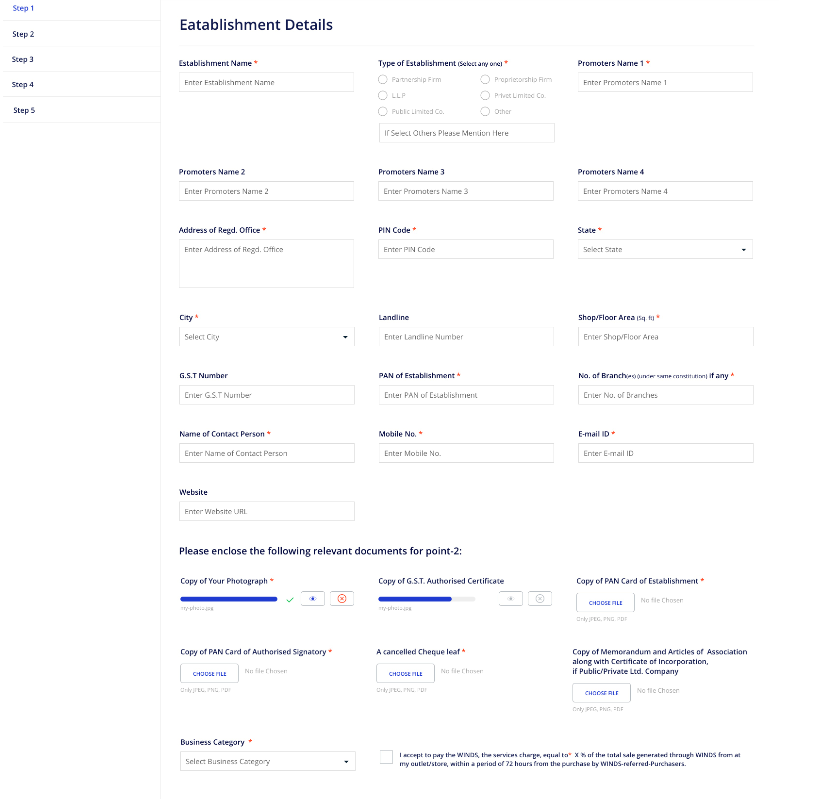 Step 1
Step 2
Step 3
Step 4
Step 5
Eatablishment Details
Establishment Name *
Enter Establishment Name
Type of Establishment (Select any one) *
Partnership Firm
Proprietorship Firm
L.L.P
Privet Limited Co.
Public Limited Co.
Other
If Select Others Please Mention Here
Promoters Name 1 *
Enter Promoters Name 1
Promoters Name 2
Enter Promoters Name 2
Promoters Name 3
Enter Promoters Name 3
Promoters Name 4
Enter Promoters Name 4
Address of Regd. Office *
Enter Address of Regd. Office
PIN Code *
Enter PIN Code
State *
Select State
City *
Select City
Landline
Enter Landline Number
Shop/Floor Area (Sq. ft) *
Enter Shop/Floor Area
G.S.T Number
Enter G.S.T Number
PAN of Establishment *
Enter PAN of Establishment
No. of Branch(es) (under same constitution) if any *
Enter No. of Branches
Name of Contact Person *
Enter Name of Contact Person
Mobile No. *
Enter Mobile No.
E-mail ID *
Enter E-mail ID
Website
Enter Website URL
Please enclose the following relevant documents for point-2:
Copy of Your Photograph *
my-photo.jpg
Copy of G.S.T. Authorised Certificate
my-photo.jpg
Copy of PAN Card of Establishment *
CHOOSE FILE
No file Chosen
Only JPEG, PNG, PDF
Copy of PAN Card of Authorised Signatory *
CHOOSE FILE
No file Chosen
Only JPEG, PNG, PDF
A cancelled Cheque leaf *
CHOOSE FILE
No file Chosen
Only JPEG, PNG, PDF
Copy of Memorandum and Articles of Association
along with Certificate of Incorporation,
if Public/Private Ltd. Company
CHOOSE FILE
No file Chosen
Only JPEG, PNG, PDF
Business Category *
Select Business Category
I accept to pay the WINDS, the services charge, equal to* X % of the total sale generated through WINDS from at
my outlet/store, within a period of 72 hours from the purchase by WINDS-referred-Purchasers.